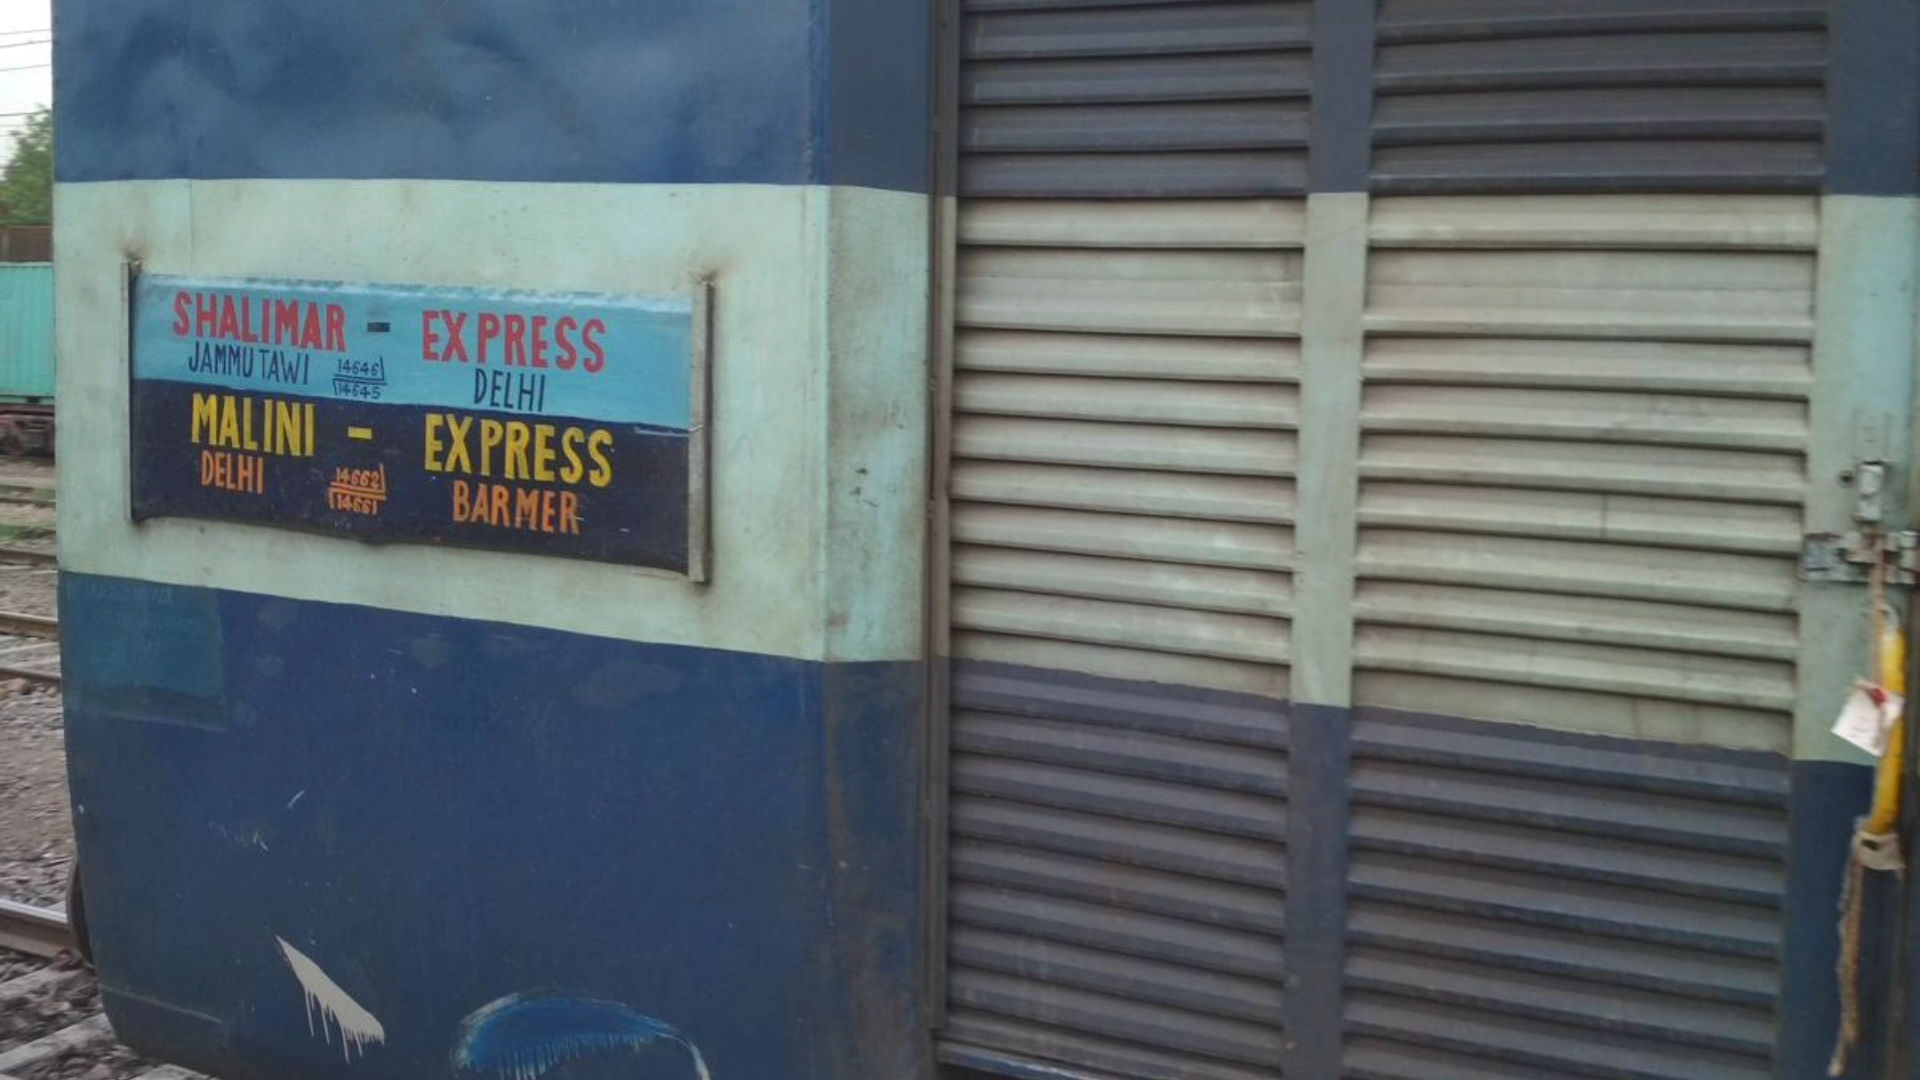 SHALIMAR - EXPRESS
JAMMU TAWI 14646 DELHI
14645
MALINI - EXPRESS
DELHI 14662 BARMER
14661